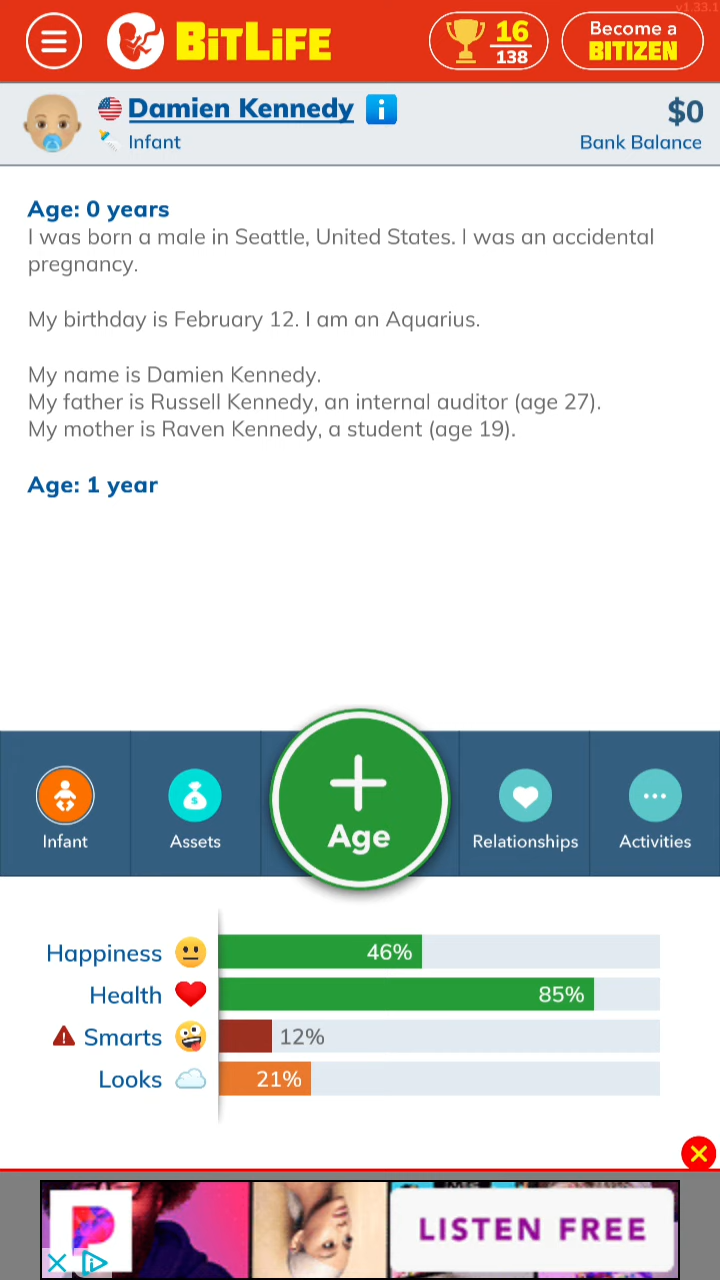 v1.33.1
BitLife
16
138
Become a
BITIZEN
Damien Kennedy
$0
Infant
Bank Balance
Age: 0 years
I was born a male in Seattle, United States. I was an accidental
pregnancy.
My birthday is February 12. I am an Aquarius.
My name is Damien Kennedy.
My father is Russell Kennedy, an internal auditor (age 27).
My mother is Raven Kennedy, a student (age 19).
Age: 1 year
Age
Infant
Assets
Relationships
Activities
Happiness 46%
Health 85%
Smarts 12%
Looks 21%
LISTEN FREE